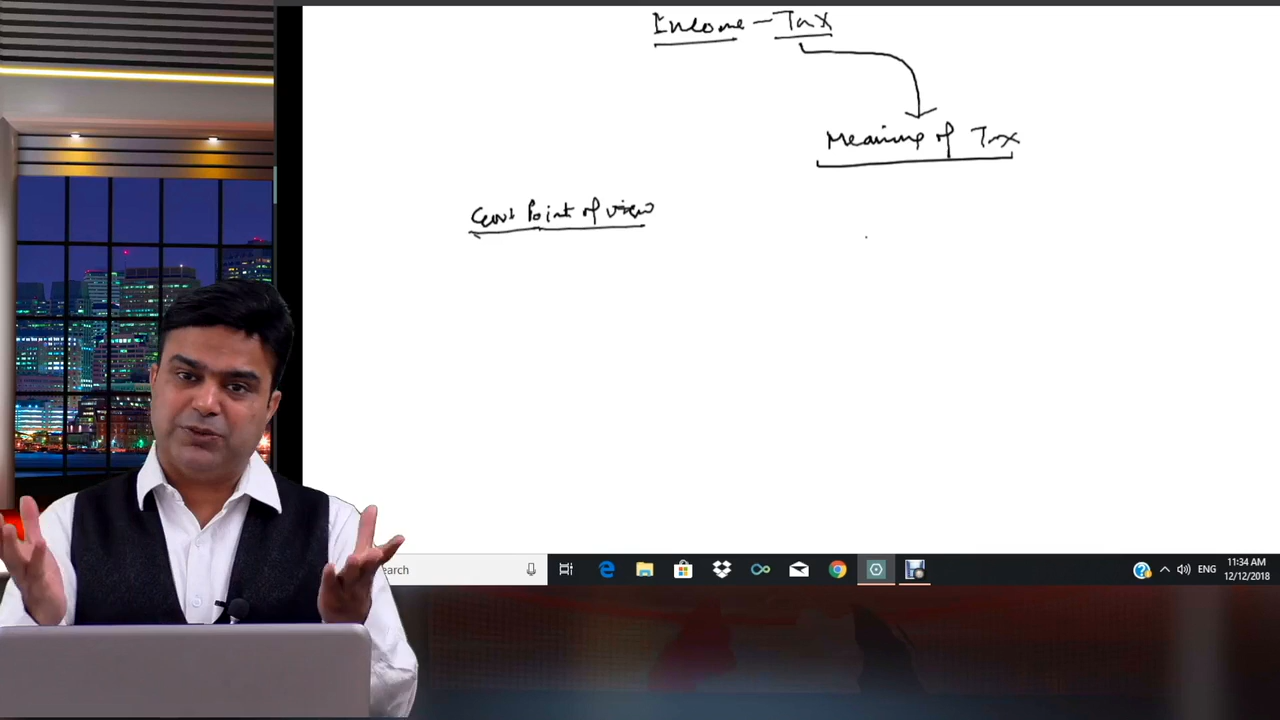 Income - Tax
Meaning of Tax
Govt Point of view
earch
ENG
11:34 AM
12/12/2018